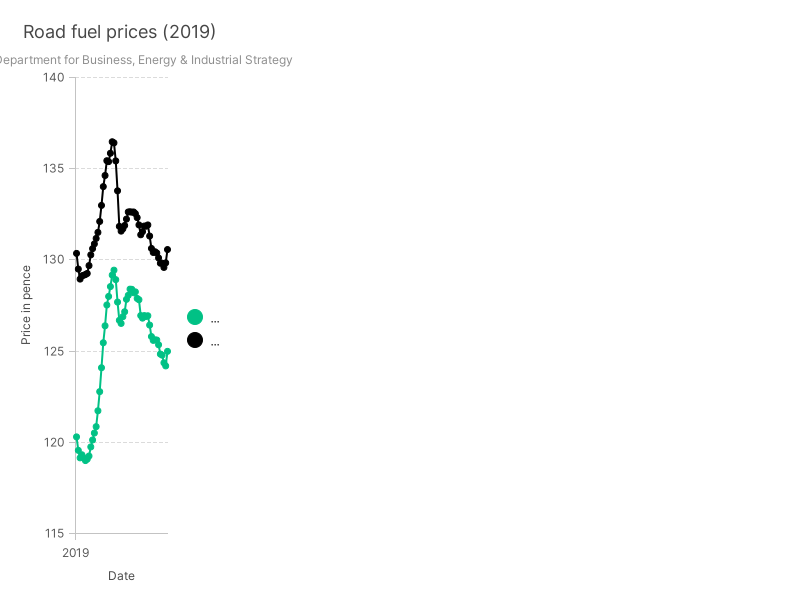 Road fuel prices (2019)
Department for Business, Energy & Industrial Strategy
140
135
130
125
120
115
Price in pence
2019
Date
...
...